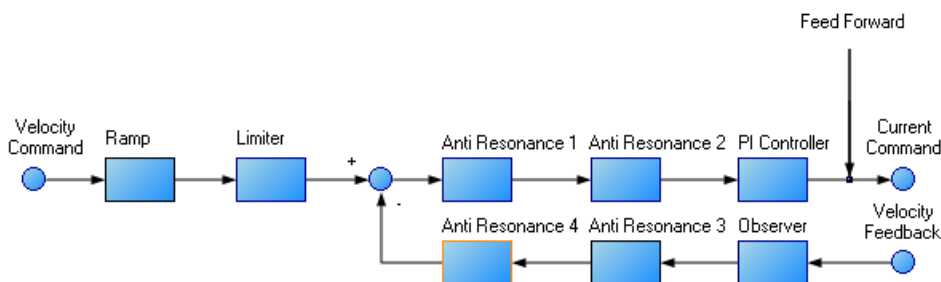 Feed Forward
Velocity
Command
Ramp
Limiter
Anti Resonance 1
Anti Resonance 2
PI Controller
Current
Command
+
-
Anti Resonance 4
Anti Resonance 3
Observer
Velocity
Feedback